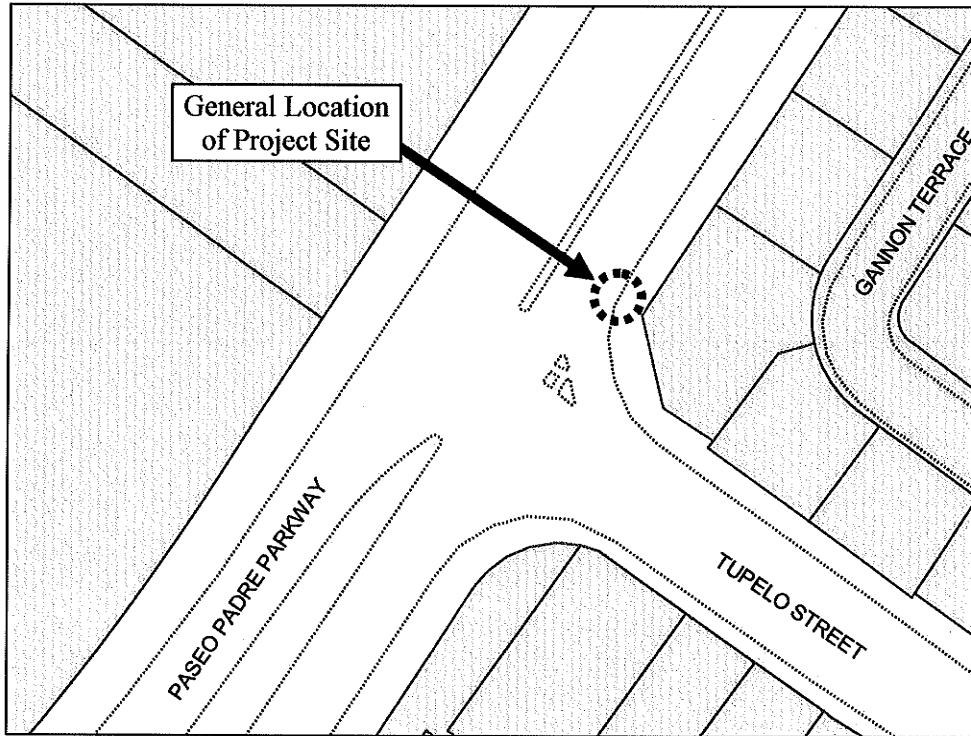 General Location
of Project Site
GANNON TERRACE
PASEO PADRE PARKWAY
TUPELO STREET